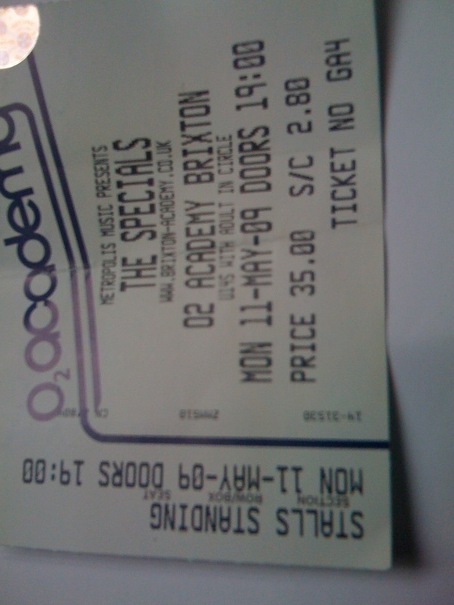 O2 academy
METROPOLIS MUSIC PRESENTS
THE SPECIALS
WWW.BRIXTON-ACADEMY.CO.UK
O2 ACADEMY BRIXTON
U14S WITH ADULT IN CIRCLE
MON 11-MAY-09 DOORS 19:00
PRICE 35.00 S/C 2.80
TICKET NO GA4
14-31530
STALLS STANDING
SECTION ROW/BOX SEAT
MON 11-MAY-09 DOORS 19:00